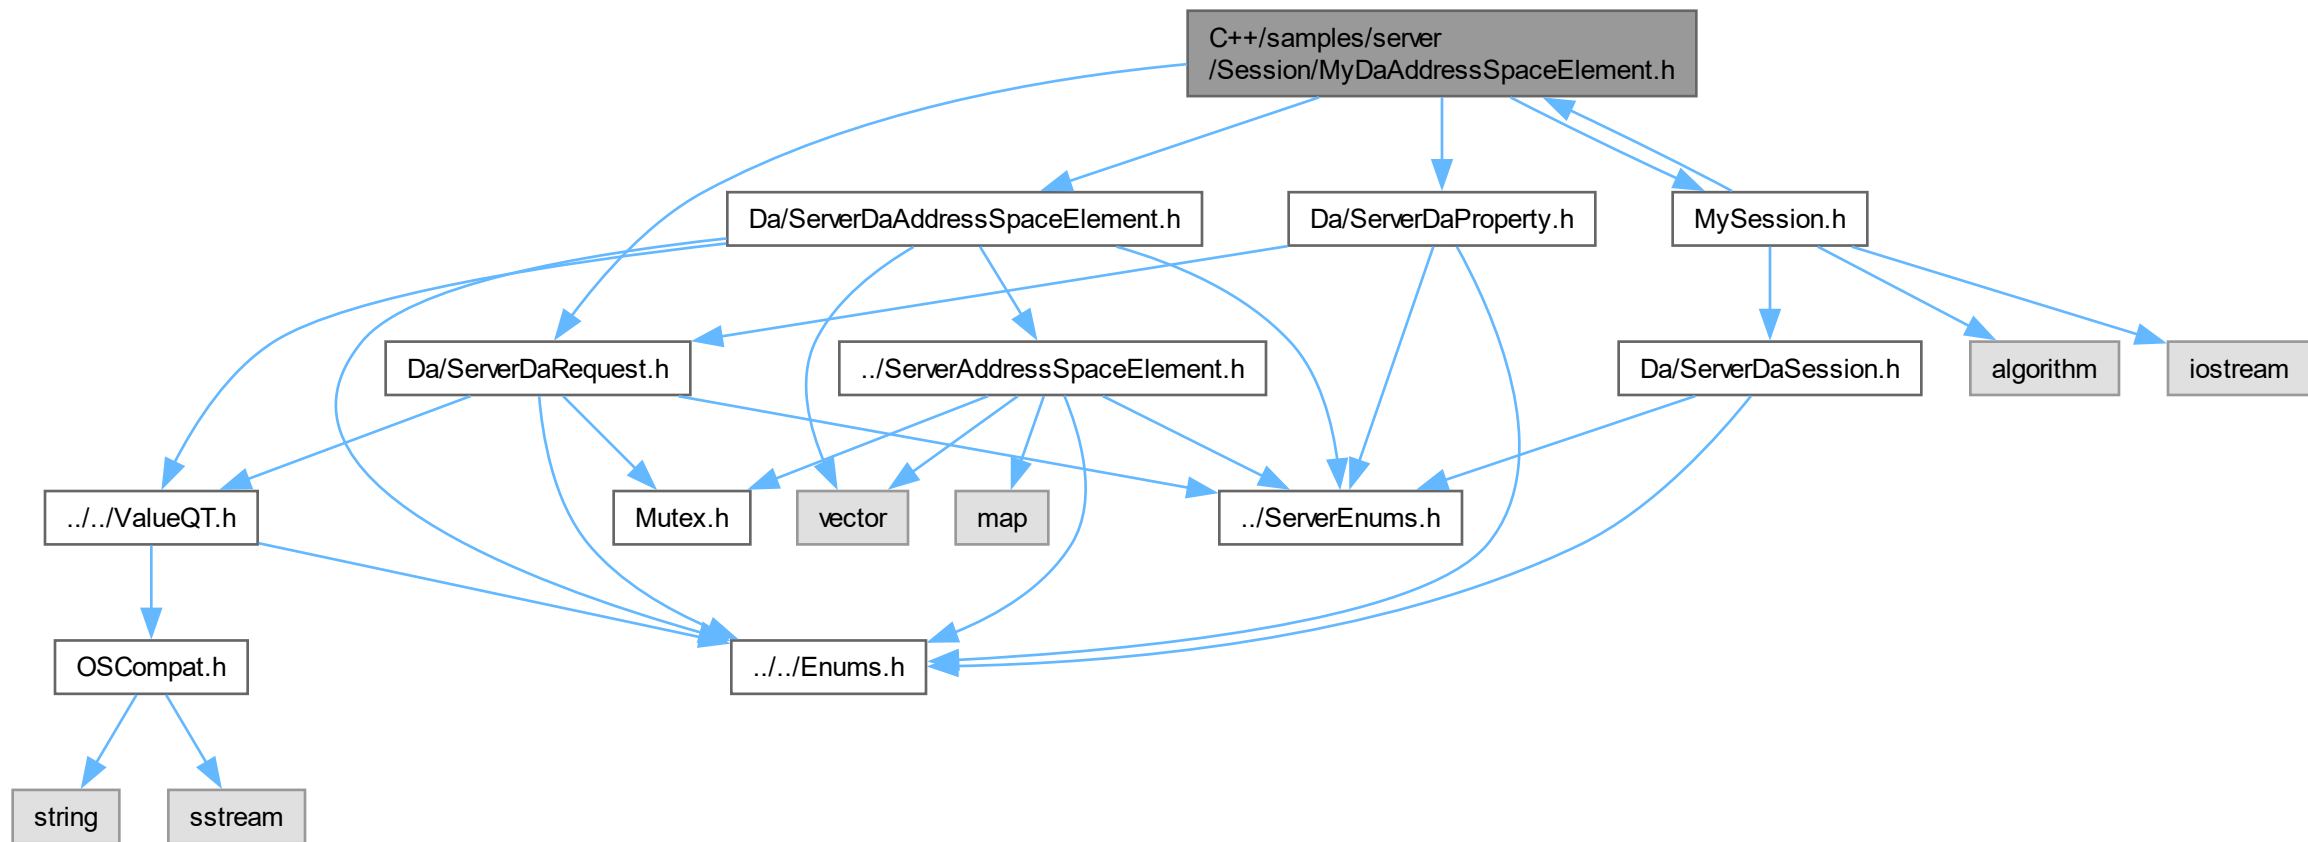 C++/samples/server
/Session/MyDaAddressSpaceElement.h
Da/ServerDaAddressSpaceElement.h
Da/ServerDaProperty.h
MySession.h
Da/ServerDaRequest.h
../ServerAddressSpaceElement.h
Da/ServerDaSession.h
algorithm
iostream
../../ValueQT.h
Mutex.h
vector
map
../ServerEnums.h
OSCompat.h
../../Enums.h
string
sstream